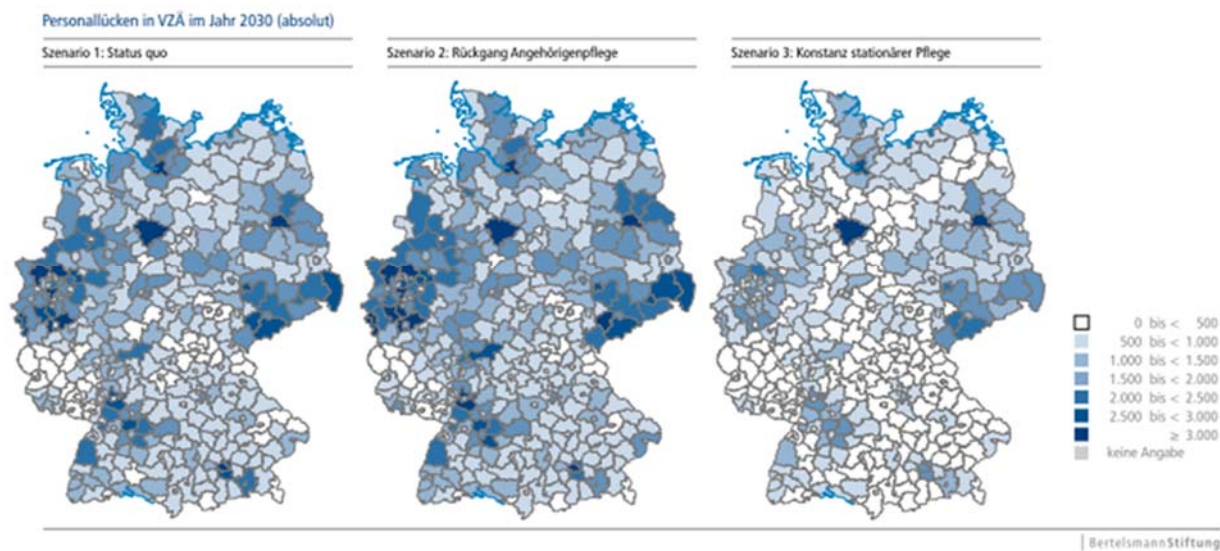 Personallücken in VZÄ im Jahr 2030 (absolut)
Szenario 1: Status quo
Szenario 2: Rückgang Angehörigenpflege
Szenario 3: Konstanz stationärer Pflege
0 bis < 500
500 bis < 1.000
1.000 bis < 1.500
1.500 bis < 2.000
2.000 bis < 2.500
2.500 bis < 3.000
≥ 3.000
keine Angabe
BertelsmannStiftung